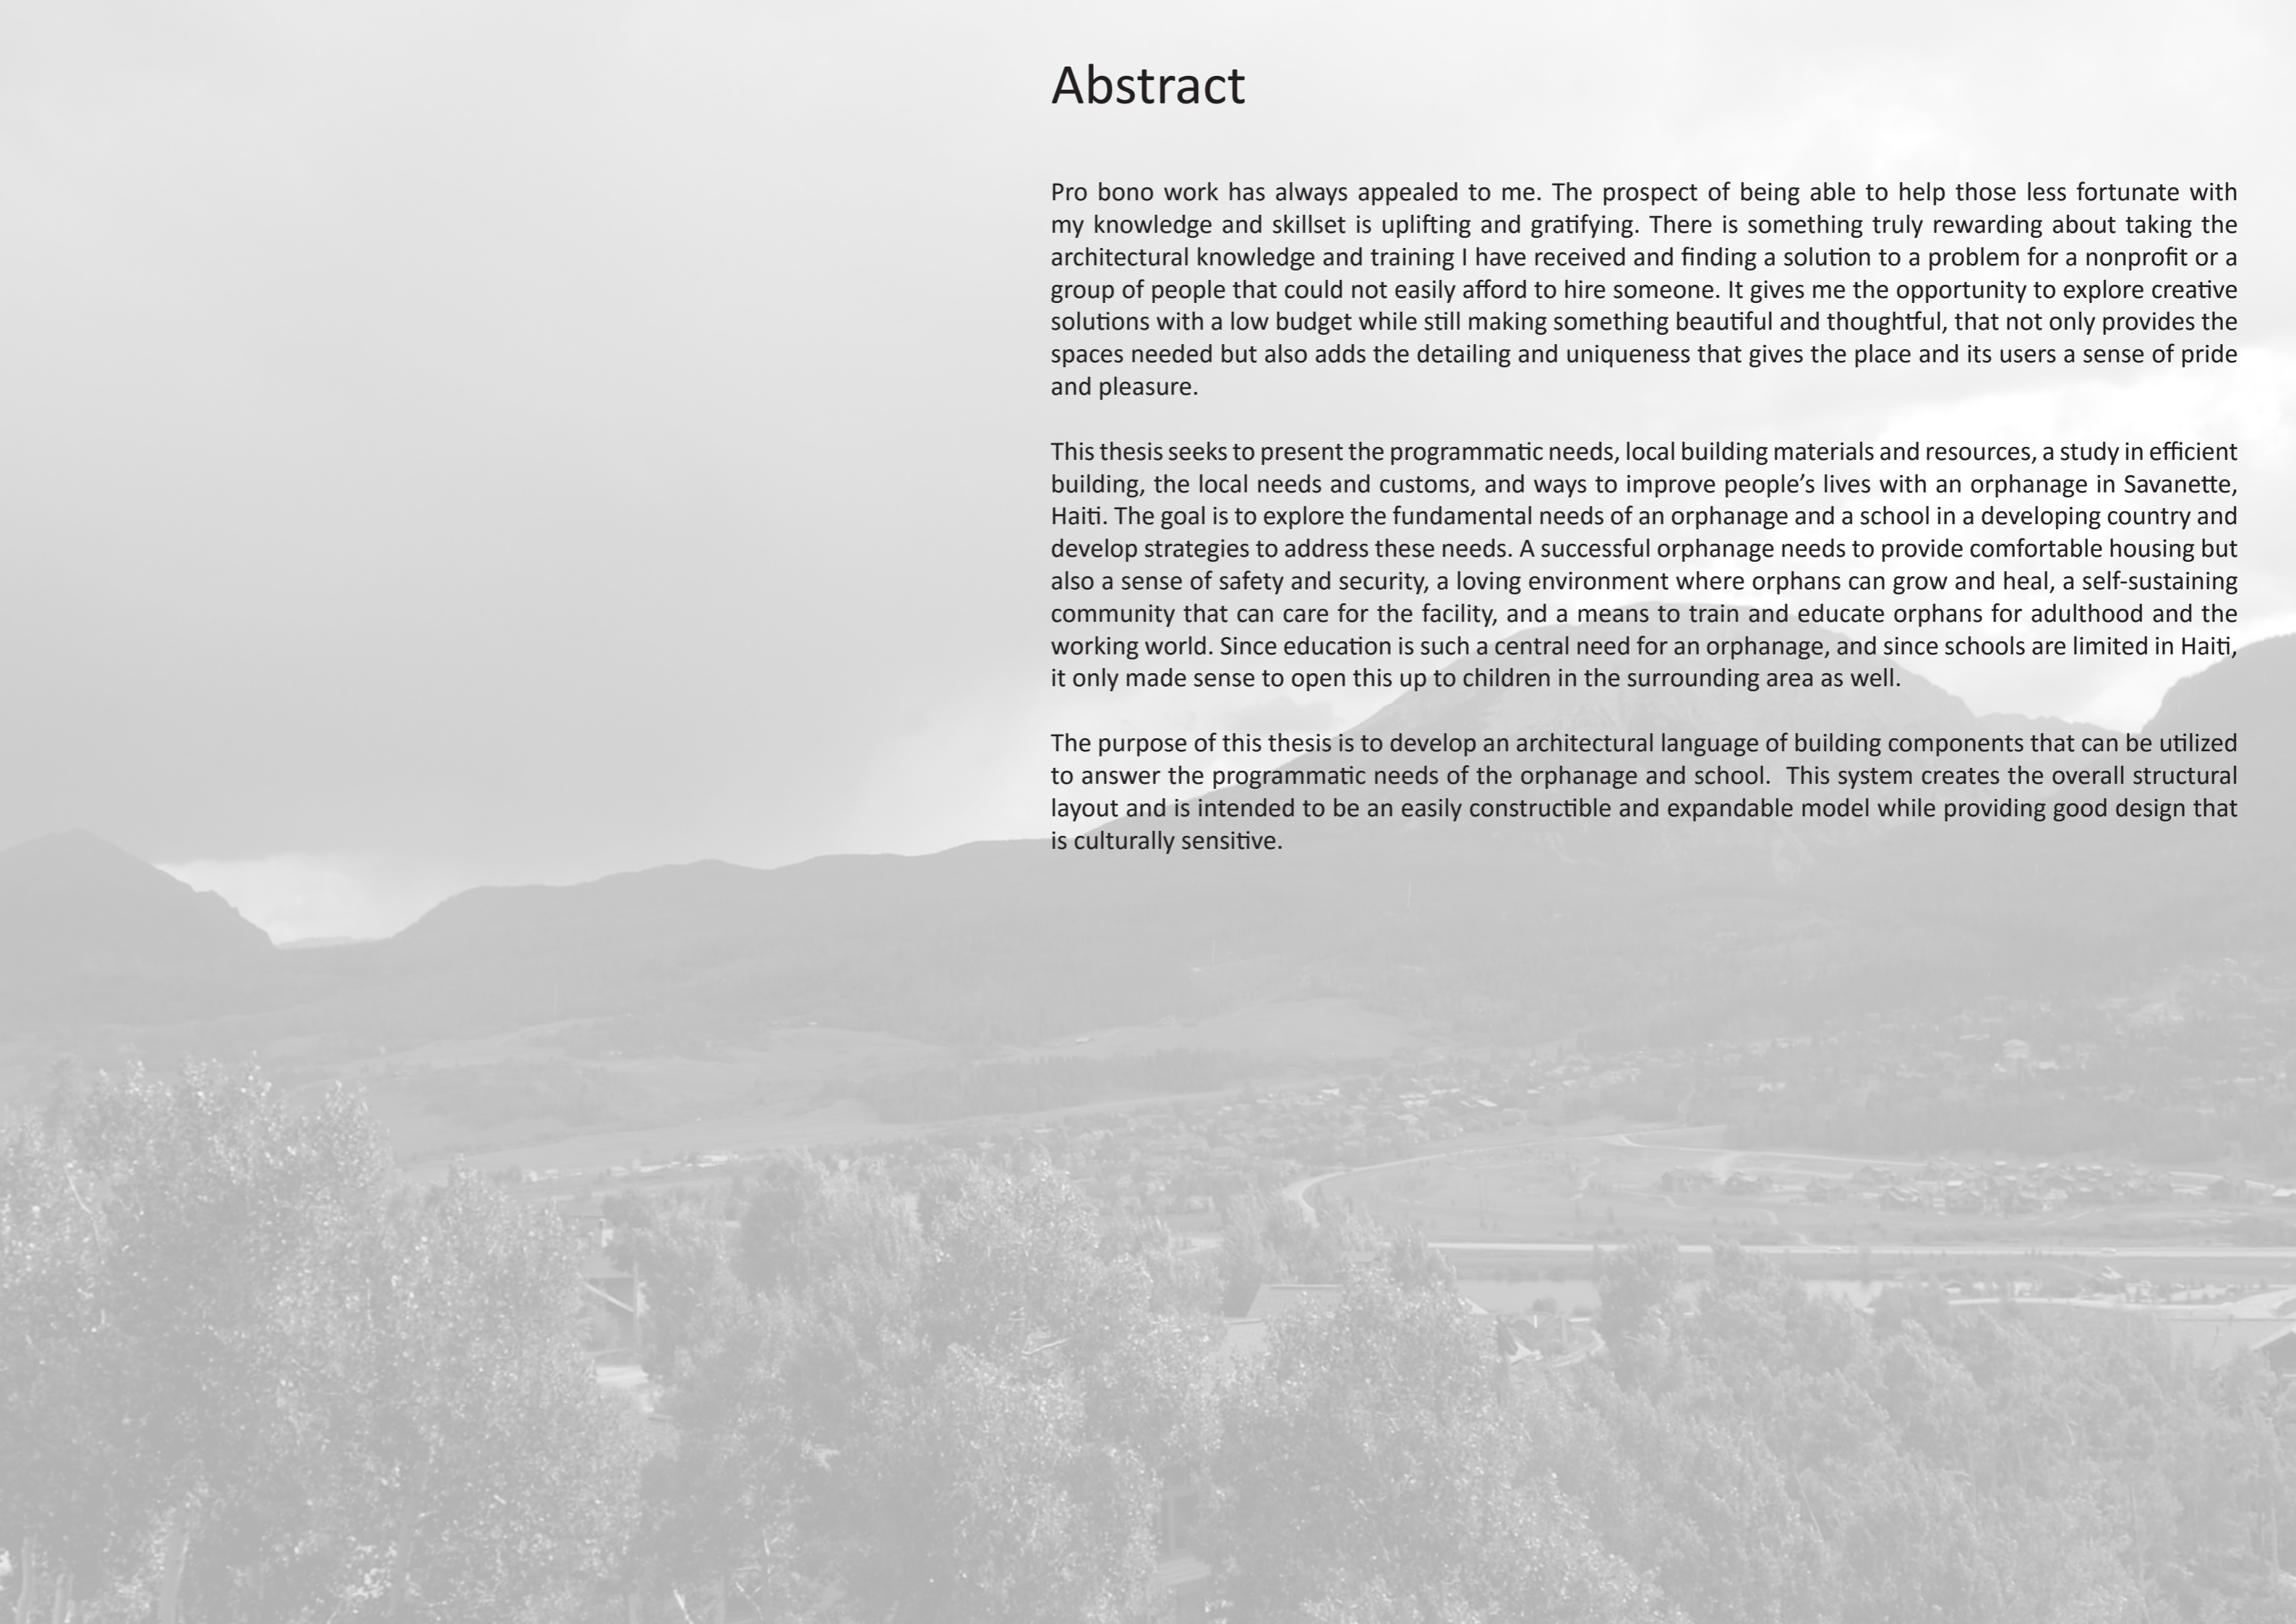 Abstract
Pro bono work has always appealed to me. The prospect of being able to help those less fortunate with
my knowledge and skillset is uplifting and gratifying. There is something truly rewarding about taking the
architectural knowledge and training I have received and finding a solution to a problem for a nonprofit or a
group of people that could not easily afford to hire someone. It gives me the opportunity to explore creative
solutions with a low budget while still making something beautiful and thoughtful, that not only provides the
spaces needed but also adds the detailing and uniqueness that gives the place and its users a sense of pride
and pleasure.
This thesis seeks to present the programmatic needs, local building materials and resources, a study in efficient
building, the local needs and customs, and ways to improve people’s lives with an orphanage in Savanette,
Haiti. The goal is to explore the fundamental needs of an orphanage and a school in a developing country and
develop strategies to address these needs. A successful orphanage needs to provide comfortable housing but
also a sense of safety and security, a loving environment where orphans can grow and heal, a self-sustaining
community that can care for the facility, and a means to train and educate orphans for adulthood and the
working world. Since education is such a central need for an orphanage, and since schools are limited in Haiti,
it only made sense to open this up to children in the surrounding area as well.
The purpose of this thesis is to develop an architectural language of building components that can be utilized
to answer the programmatic needs of the orphanage and school.  This system creates the overall structural
layout and is intended to be an easily constructible and expandable model while providing good design that
is culturally sensitive.